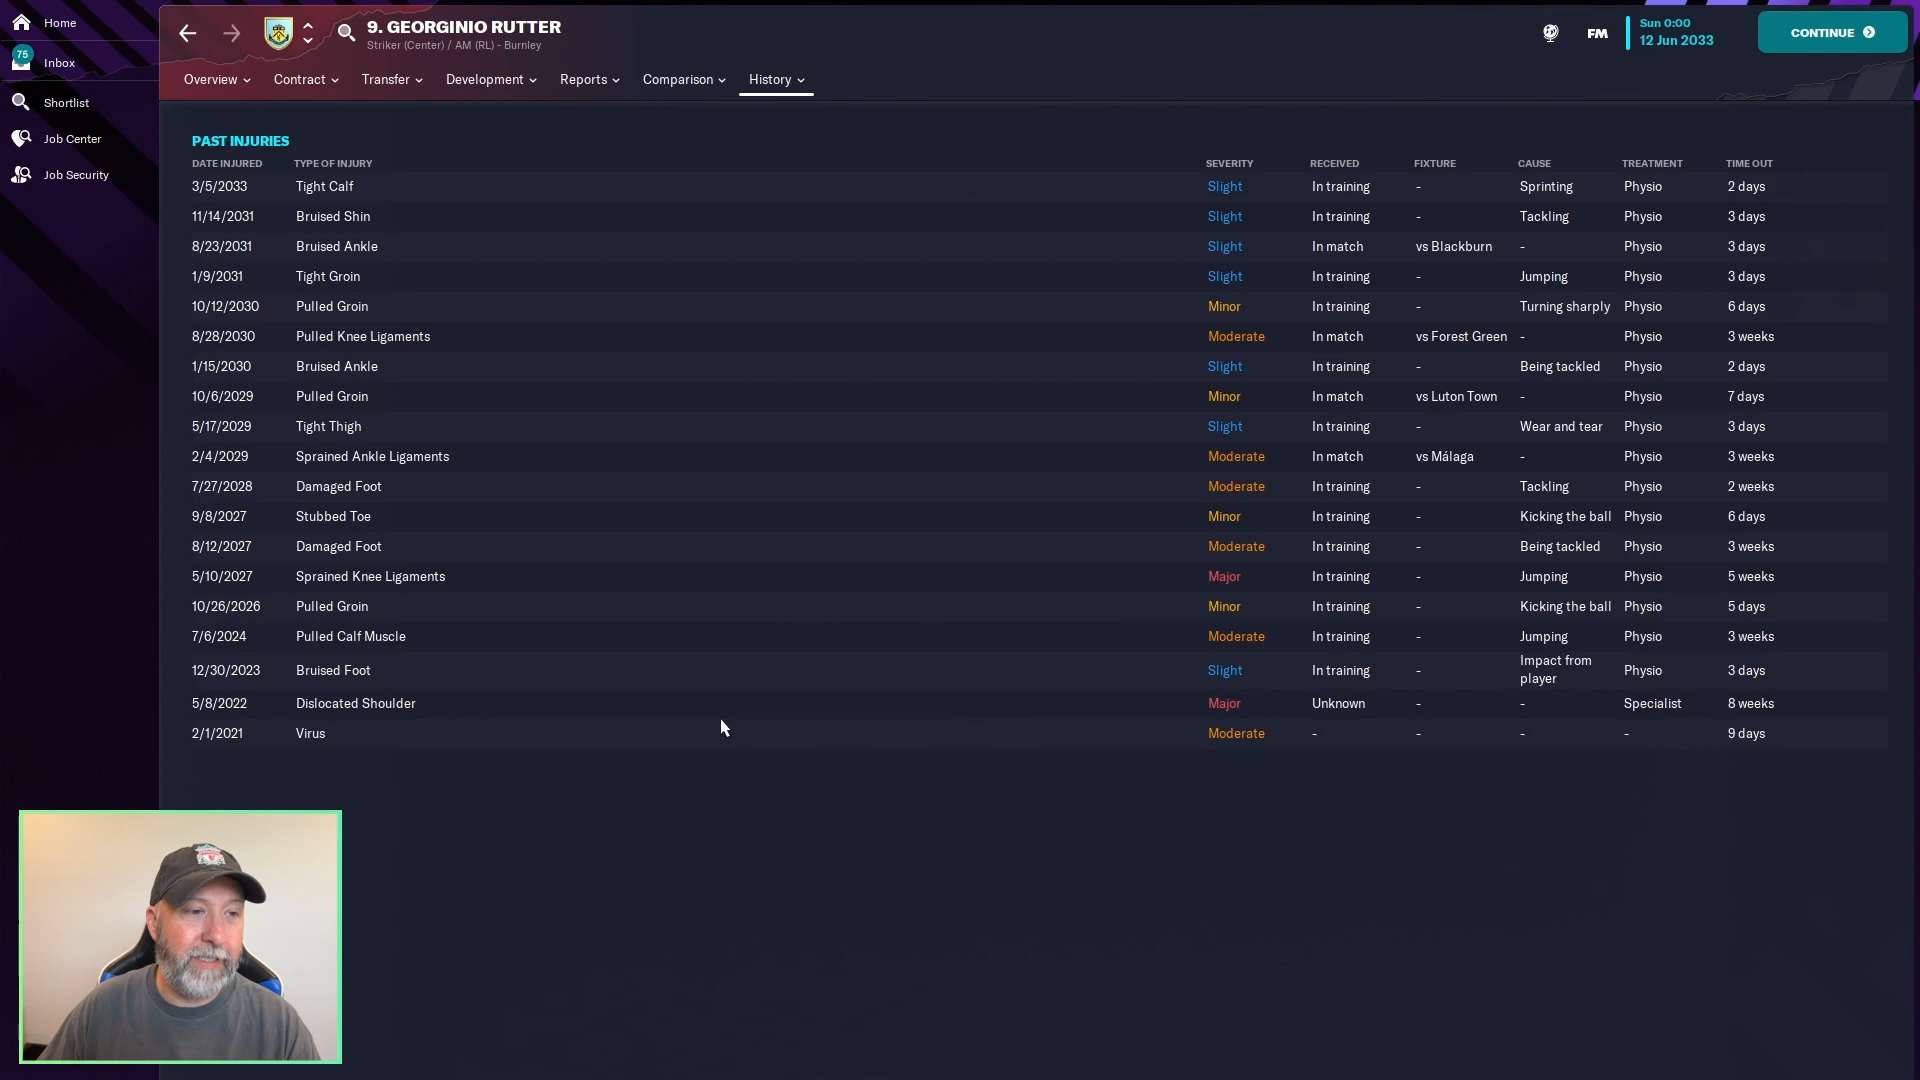 Home
75
Inbox
Shortlist
Job Center
Job Security
9. GEORGINIO RUTTER
Striker (Center) / AM (RL) - Burnley
FM
Sun 0:00
12 Jun 2033
CONTINUE
Overview Contract Transfer Development Reports Comparison History
PAST INJURIES
DATE INJURED TYPE OF INJURY SEVERITY RECEIVED FIXTURE CAUSE TREATMENT TIME OUT
3/5/2033 Tight Calf Slight In training - Sprinting Physio 2 days
11/14/2031 Bruised Shin Slight In training - Tackling Physio 3 days
8/23/2031 Bruised Ankle Slight In match vs Blackburn - Physio 3 days
1/9/2031 Tight Groin Slight In training - Jumping Physio 3 days
10/12/2030 Pulled Groin Minor In training - Turning sharply Physio 6 days
8/28/2030 Pulled Knee Ligaments Moderate In match vs Forest Green - Physio 3 weeks
1/15/2030 Bruised Ankle Slight In training - Being tackled Physio 2 days
10/6/2029 Pulled Groin Minor In match vs Luton Town - Physio 7 days
5/17/2029 Tight Thigh Slight In training - Wear and tear Physio 3 days
2/4/2029 Sprained Ankle Ligaments Moderate In match vs Málaga - Physio 3 weeks
7/27/2028 Damaged Foot Moderate In training - Tackling Physio 2 weeks
9/8/2027 Stubbed Toe Minor In training - Kicking the ball Physio 6 days
8/12/2027 Damaged Foot Moderate In training - Being tackled Physio 3 weeks
5/10/2027 Sprained Knee Ligaments Major In training - Jumping Physio 5 weeks
10/26/2026 Pulled Groin Minor In training - Kicking the ball Physio 5 days
7/6/2024 Pulled Calf Muscle Moderate In training - Jumping Physio 3 weeks
12/30/2023 Bruised Foot Slight In training - Impact from player Physio 3 days
5/8/2022 Dislocated Shoulder Major Unknown - - Specialist 8 weeks
2/1/2021 Virus Moderate - - - - 9 days